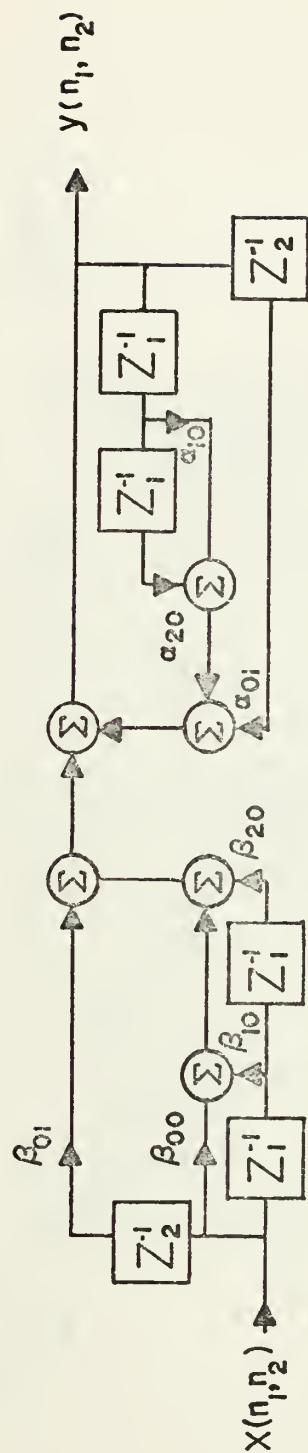 X(n₁,n₂)
Z₂⁻¹
β₀₁
β₀₀
Z₁⁻¹
β₁₀
Z₁⁻¹
β₂₀
Σ
Σ
Σ
Σ
Σ
α₀₁
α₂₀
Σ
α₁₀
Z₁⁻¹
Z₁⁻¹
Z₂⁻¹
y(n₁,n₂)